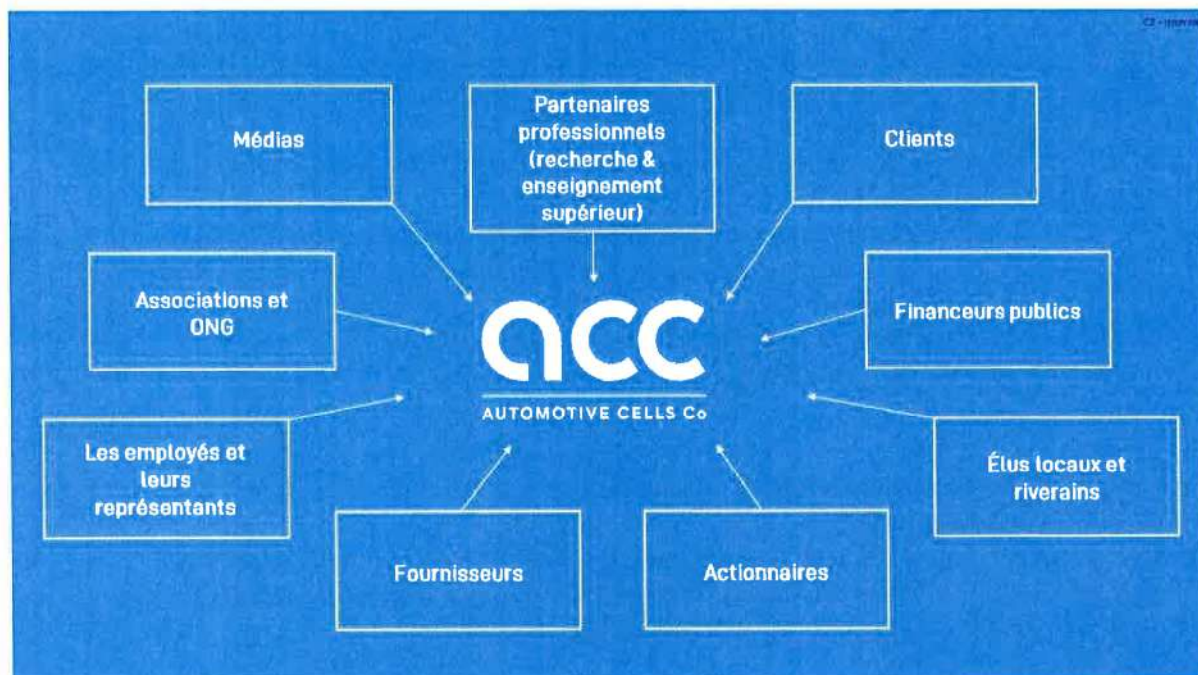 Médias
Partenaires
professionnels
(recherche &
enseignement
supérieur)
Clients
Associations et
ONG
acc
AUTOMOTIVE CELLS Co
Financeurs publics
Les employés et
leurs
représentants
Élus locaux et
riverains
Fournisseurs
Actionnaires